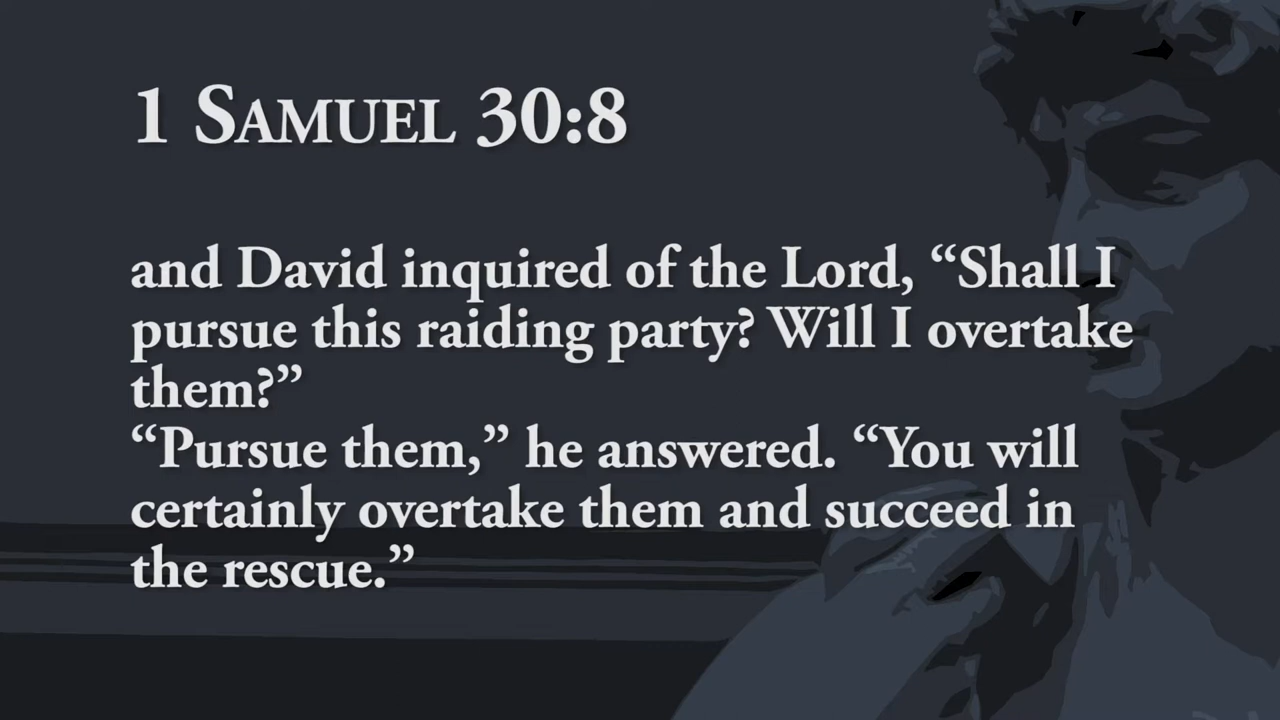 1 Samuel 30:8
and David inquired of the Lord, “Shall I
pursue this raiding party? Will I overtake
them?”
“Pursue them,” he answered. “You will
certainly overtake them and succeed in
the rescue.”